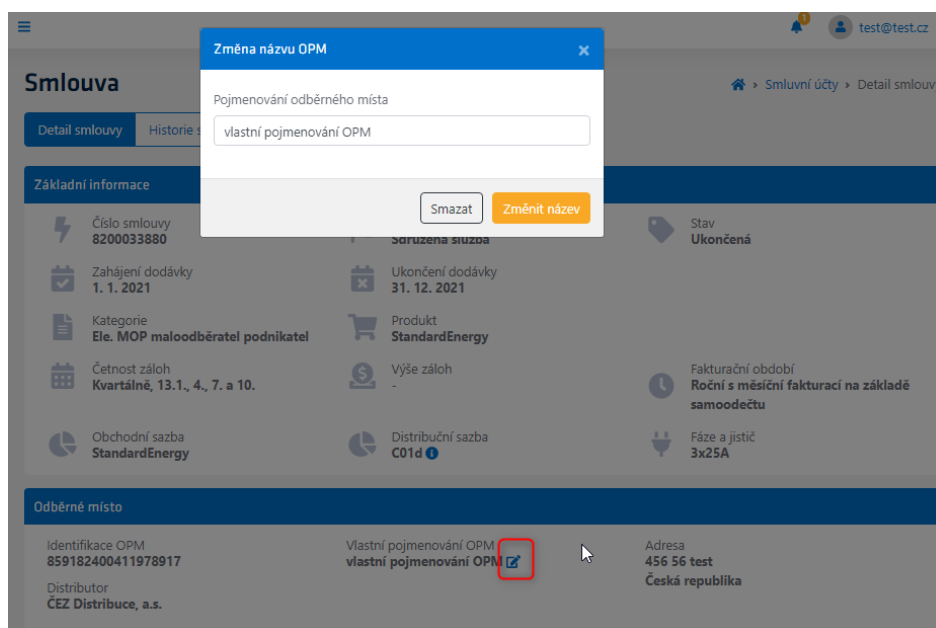 1
test@test.cz
Změna názvu OPM
×
Smlouva
Smluvní účty › Detail smlouvy
Pojmenování odběrného místa
Detail smlouvy
Historie s
vlastní pojmenování OPM
Základní informace
Smazat
Změnit název
Číslo smlouvy
8200033880
Sdružená služba
Stav
Ukončená
Zahájení dodávky
1. 1. 2021
Ukončení dodávky
31. 12. 2021
Kategorie
Ele. MOP maloodběratel podnikatel
Produkt
StandardEnergy
Četnost záloh
Kvartálně, 13.1., 4., 7. a 10.
Výše záloh
-
Fakturační období
Roční s měsíční fakturací na základě
samoodečtu
Obchodní sazba
StandardEnergy
Distribuční sazba
C01d
Fáze a jistič
3x25A
Odběrné místo
Identifikace OPM
859182400411978917
Vlastní pojmenování OPM
vlastní pojmenování OPM
Adresa
456 56 test
Česká republika
Distributor
ČEZ Distribuce, a.s.